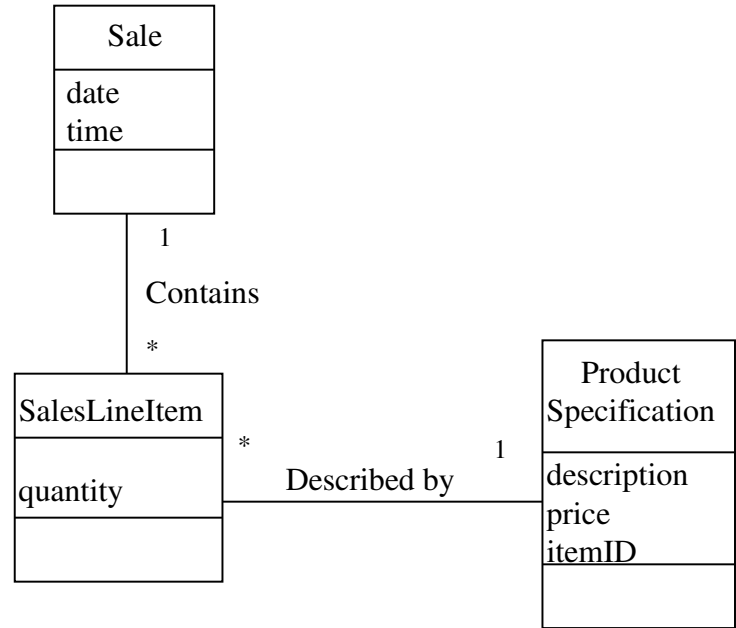 Sale
date
time
1
Contains
*
SalesLineItem
quantity
*
Described by
1
Product
Specification
description
price
itemID